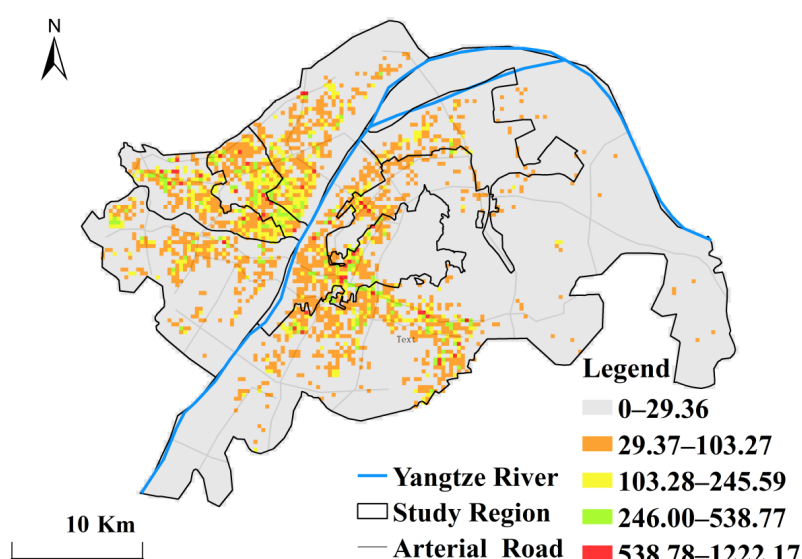 N
Text
Legend
0–29.36
29.37–103.27
Yangtze River
103.28–245.59
Study Region
246.00–538.77
10 Km
Arterial Road
538.78–1222.17